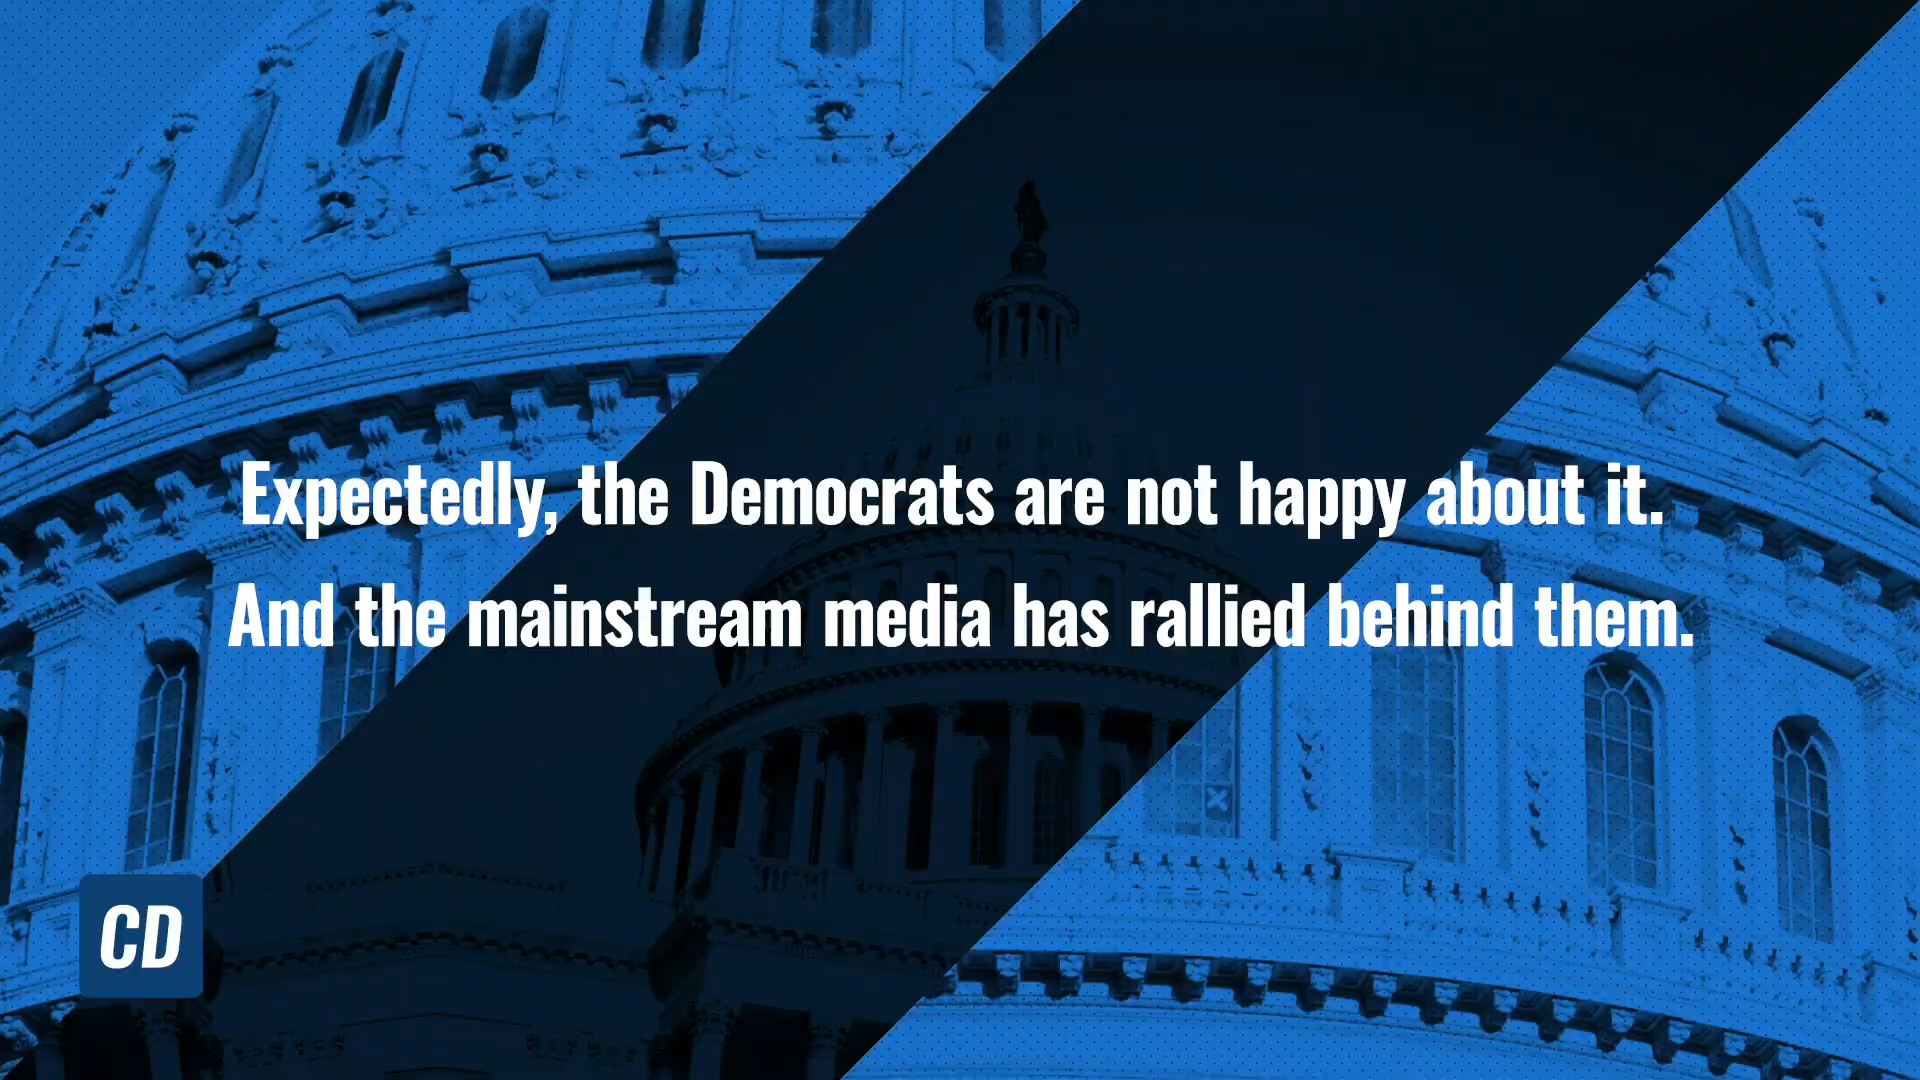 Expectedly, the Democrats are not happy about it.
And the mainstream media has rallied behind them.
CD